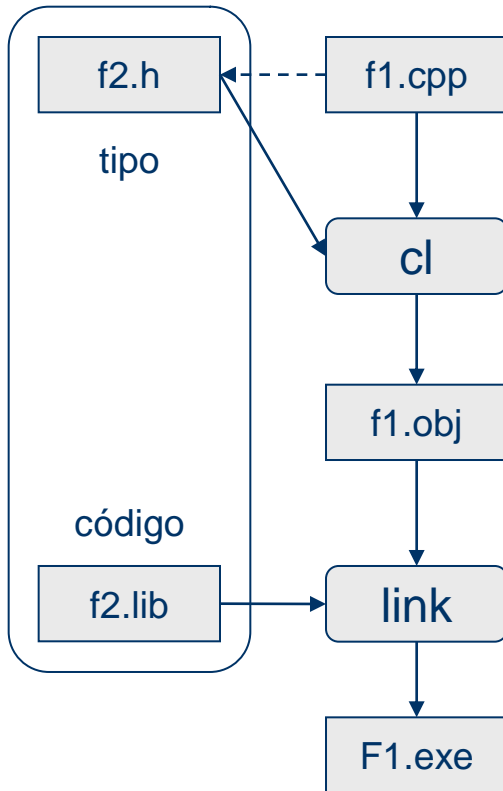 f2.h
f1.cpp
tipo
cl
f1.obj
código
f2.lib
link
F1.exe